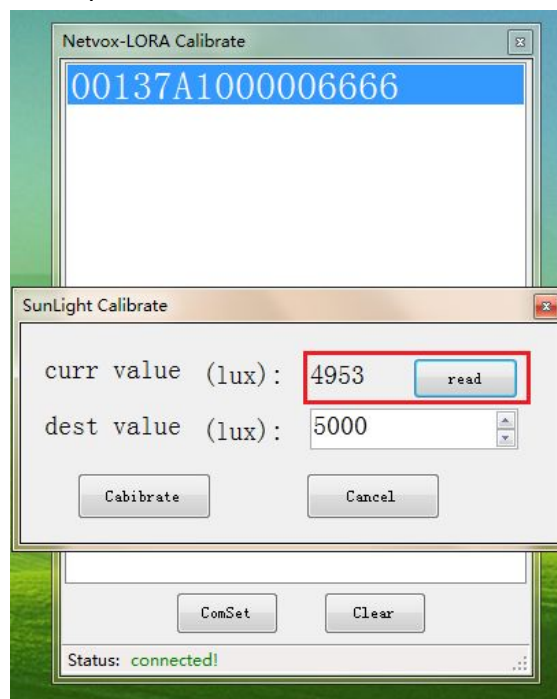 Netvox-LORA Calibrate
00137A1000006666
SunLight Calibrate
curr value (lux): 4953 read
dest value (lux): 5000
Cabibrate Cancel
ComSet Clear
Status: connected!